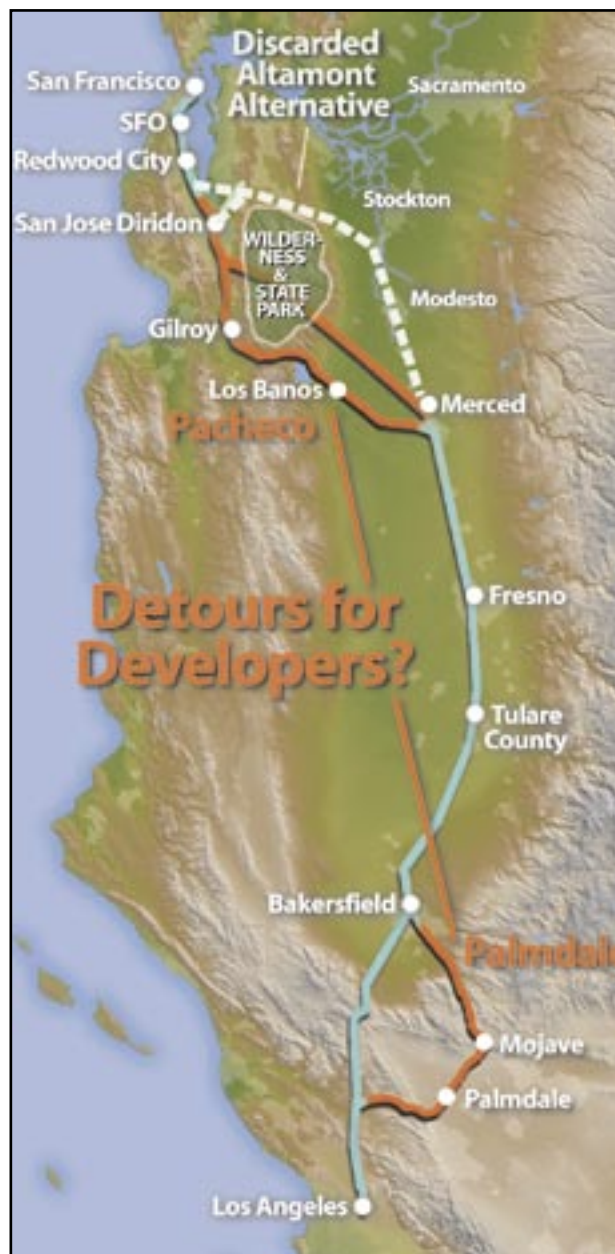 Discarded
Altamont
Alternative
San Francisco
Sacramento
SFO
Redwood City
Stockton
San Jose Diridon
WILDER-
NESS
&
STATE
PARK
Modesto
Gilroy
Los Banos
Merced
Pacheco
Detours for
Developers?
Fresno
Tulare
County
Bakersfield
Palmdale
Mojave
Palmdale
Los Angeles